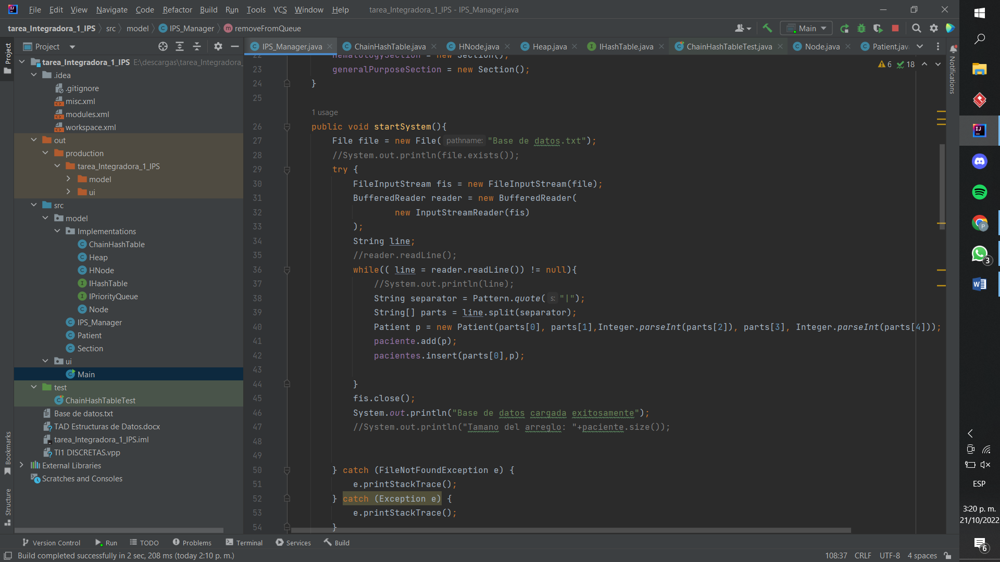 File Edit View Navigate Code Refactor Build Run Tools VCS Window Help tarea_Integradora_1_IPS - IPS_Manager.java
tarea_Integradora_1_IPS src model IPS_Manager removeFromQueue Main
Project
IPS_Manager.java ChainHashTable.java HNode.java Heap.java IHashTable.java ChainHashTableTest.java Node.java Patient.jav
Project
Bookmarks
Structure
Notifications
tarea_Integradora_1_IPS E:\descargas\tarea_Integradora_
.idea
.gitignore
misc.xml
modules.xml
workspace.xml
out
production
tarea_Integradora_1_IPS
model
ui
src
model
Implementations
ChainHashTable
Heap
HNode
IHashTable
IPriorityQueue
Node
IPS_Manager
Patient
Section
ui
Main
test
ChainHashTableTest
Base de datos.txt
TAD Estructuras de Datos.docx
tarea_Integradora_1_IPS.iml
TI1 DISCRETAS.vpp
External Libraries
Scratches and Consoles
6 18
22 hematologySection = new Section();
23 generalPurposeSection = new Section();
24 }
25
1 usage
26 public void startSystem(){
27 File file = new File( pathname: "Base de datos.txt");
28 //System.out.println(file.exists());
29 try {
30 FileInputStream fis = new FileInputStream(file);
31 BufferedReader reader = new BufferedReader(
32 new InputStreamReader(fis)
33 );
34 String line;
35 //reader.readLine();
36 while(( line = reader.readLine()) != null){
37 //System.out.println(line);
38 String separator = Pattern.quote( s: "|");
39 String[] parts = line.split(separator);
40 Patient p = new Patient(parts[0], parts[1],Integer.parseInt(parts[2]), parts[3], Integer.parseInt(parts[4]));
41 paciente.add(p);
42 pacientes.insert(parts[0],p);
43
44 }
45 fis.close();
46 System.out.println("Base de datos cargada exitosamente");
47 //System.out.println("Tamano del arreglo: "+paciente.size());
48
49
50 } catch (FileNotFoundException e) {
51 e.printStackTrace();
52 } catch (Exception e) {
53 e.printStackTrace();
54 }
Version Control Run TODO Problems Terminal Services Build
Build completed successfully in 2 sec, 208 ms (today 2:10 p. m.) 108:37 CRLF UTF-8 4 spaces
3
ESP
3:20 p. m.
21/10/2022
6